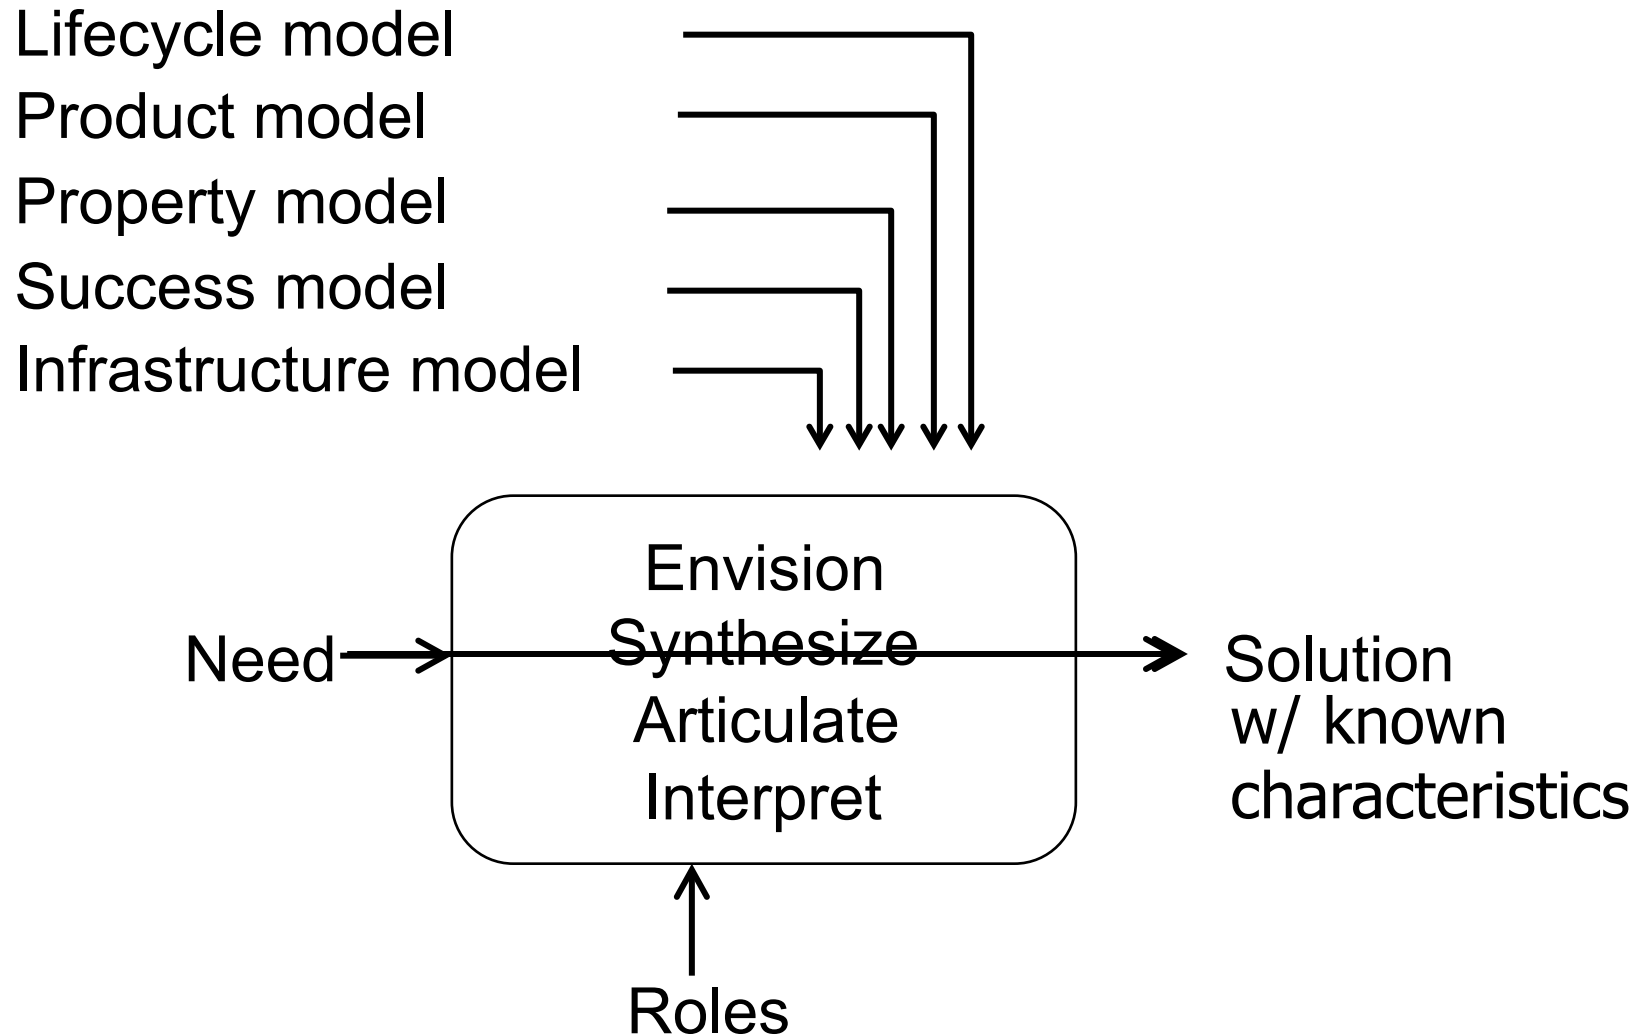 Lifecycle model
Product model
Property model
Success model
Infrastructure model
Envision
Synthesize
Articulate
Interpret
Need
Solution
w/ known
characteristics
Roles